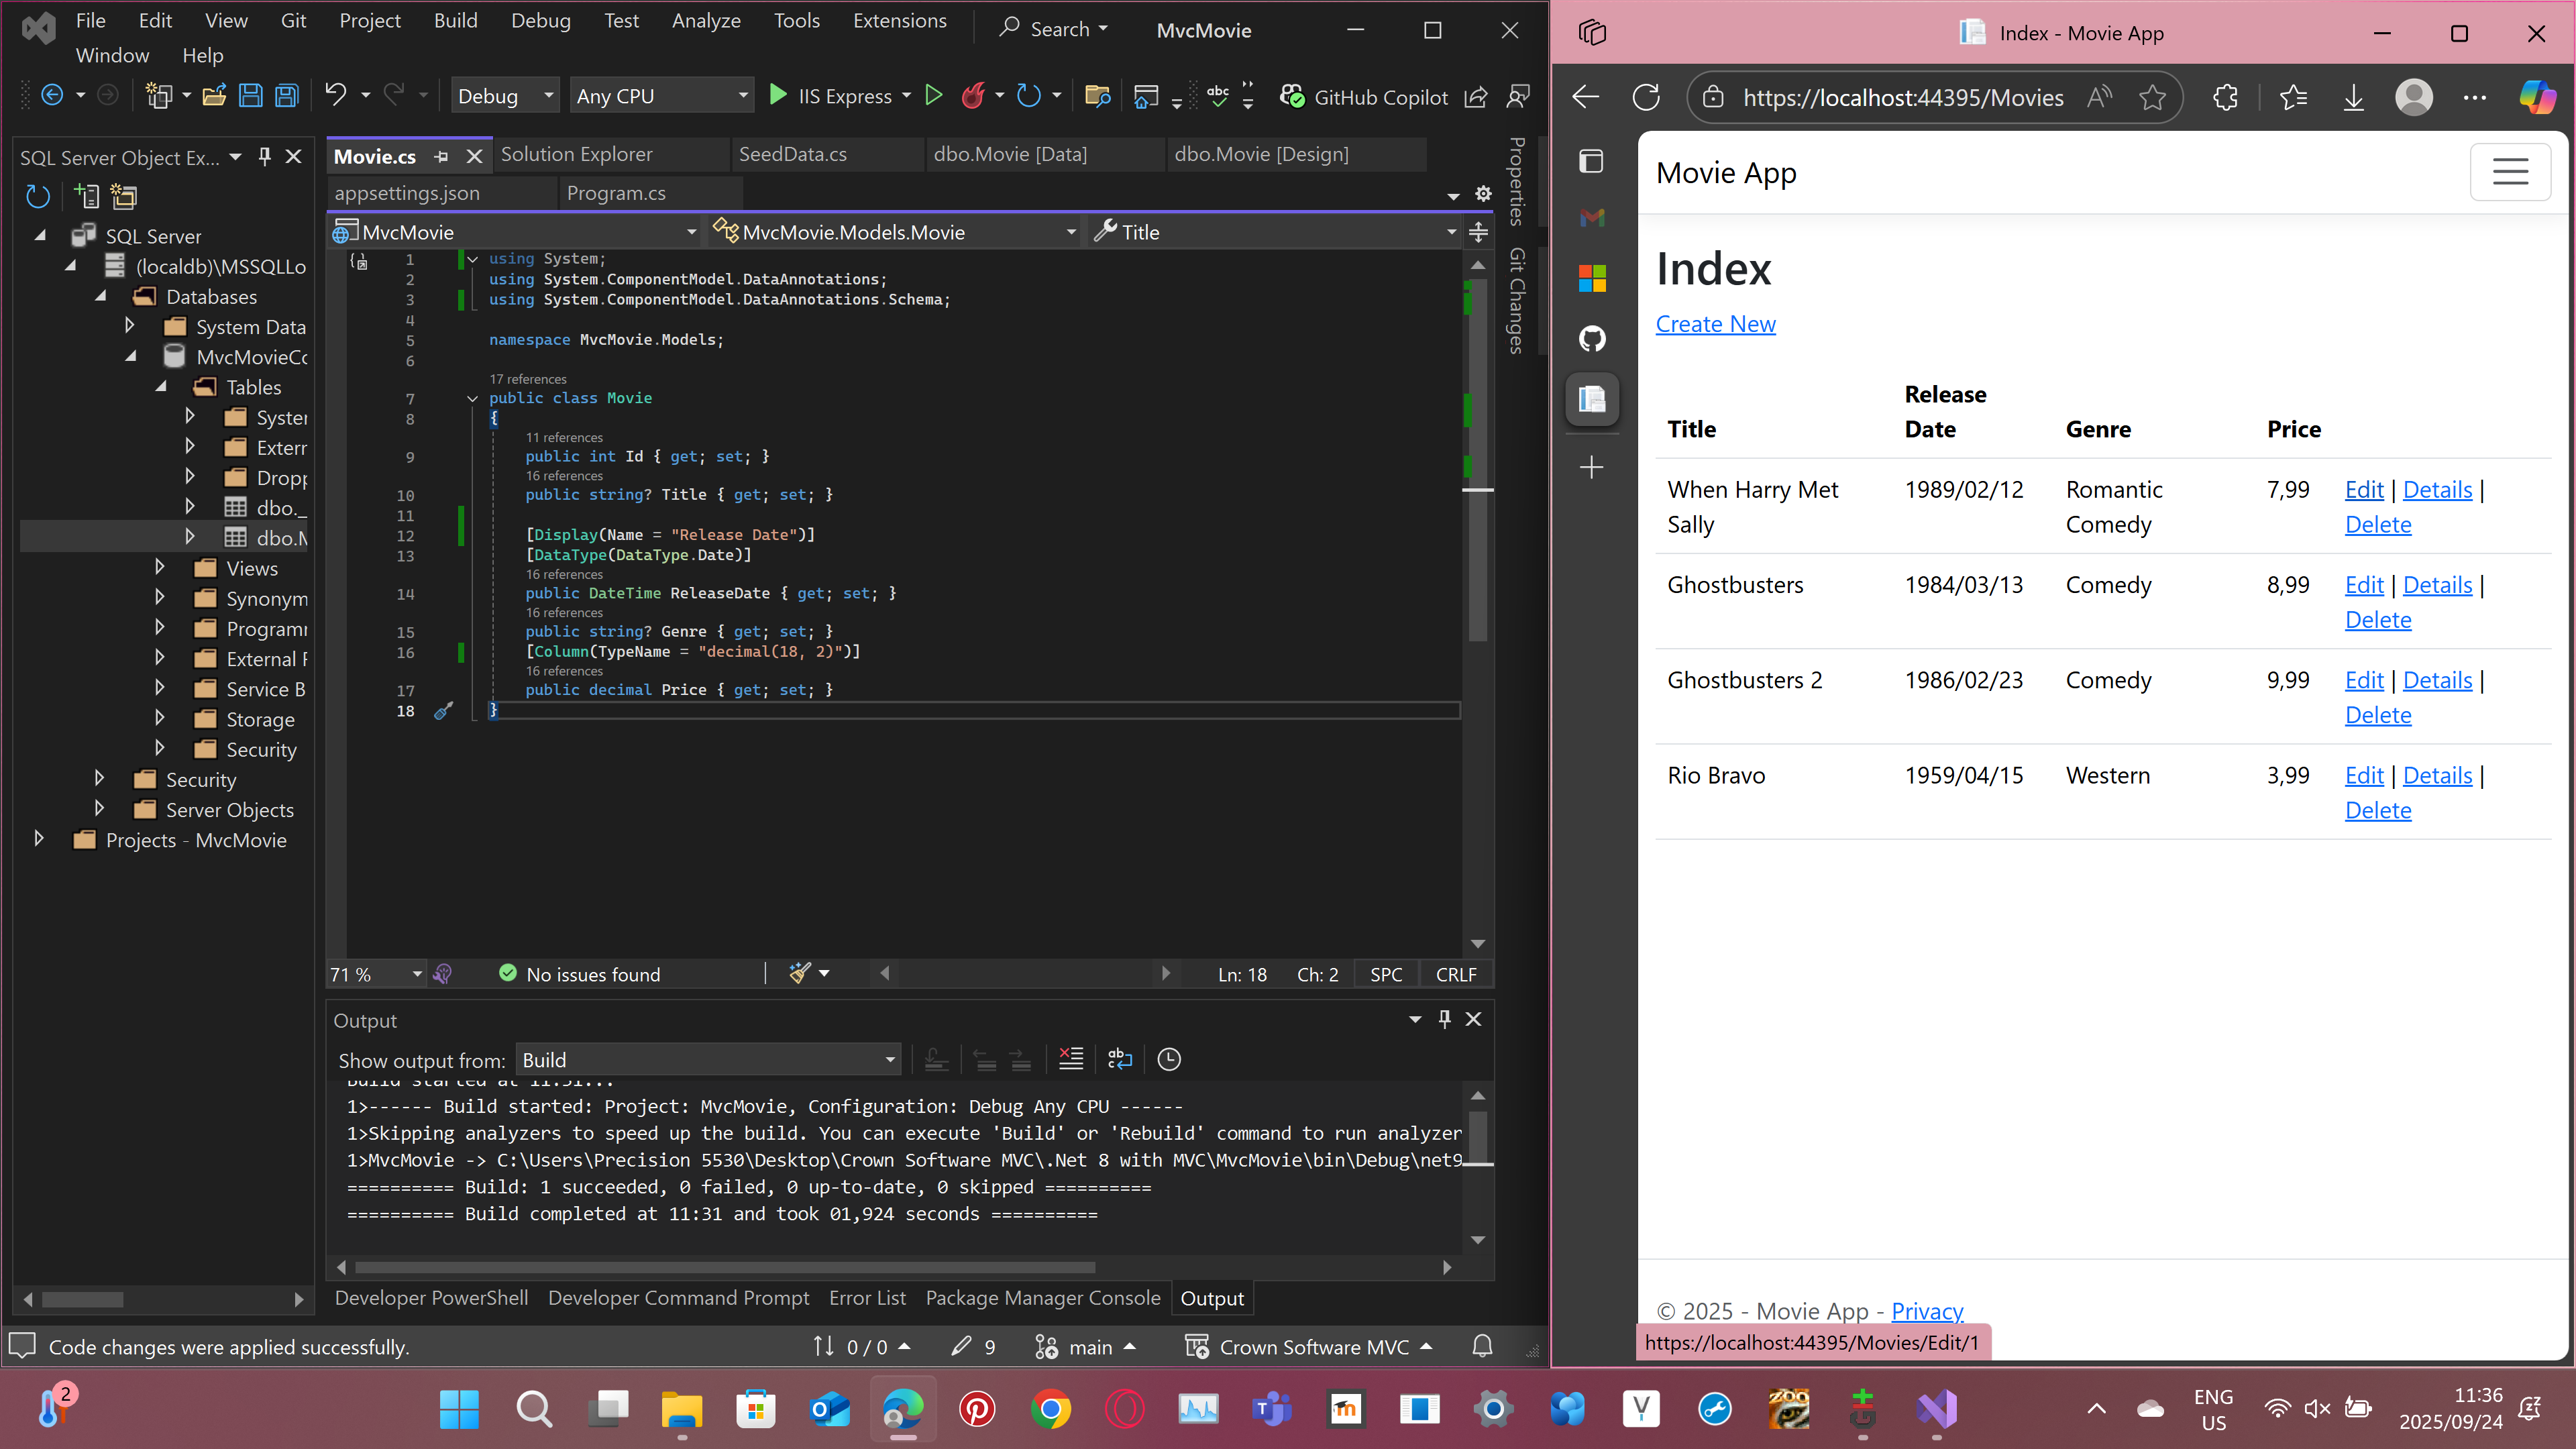 File Edit View Git Project Build Debug Test Analyze Tools Extensions Search MvcMovie
Window Help
Debug Any CPU IIS Express GitHub Copilot
SQL Server Object Ex...
SQL Server
(localdb)\MSSQLLo
Databases
System Data
MvcMovieCo
Tables
System
Extern
Dropp
dbo._
dbo.M
Views
Synonym
Programm
External R
Service B
Storage
Security
Security
Server Objects
Projects - MvcMovie
Movie.cs Solution Explorer SeedData.cs dbo.Movie [Data] dbo.Movie [Design]
appsettings.json Program.cs
MvcMovie MvcMovie.Models.Movie Title
1 using System;
2 using System.ComponentModel.DataAnnotations;
3 using System.ComponentModel.DataAnnotations.Schema;
4
5 namespace MvcMovie.Models;
6
17 references
7 public class Movie
8 {
11 references
9 public int Id { get; set; }
16 references
10 public string? Title { get; set; }
11
12 [Display(Name = "Release Date")]
13 [DataType(DataType.Date)]
16 references
14 public DateTime ReleaseDate { get; set; }
16 references
15 public string? Genre { get; set; }
16 [Column(TypeName = "decimal(18, 2)")]
16 references
17 public decimal Price { get; set; }
18 }
Properties
Git Changes
71 % No issues found Ln: 18 Ch: 2 SPC CRLF
Output
Show output from: Build
Build started at 11:31...
1>------ Build started: Project: MvcMovie, Configuration: Debug Any CPU ------
1>Skipping analyzers to speed up the build. You can execute 'Build' or 'Rebuild' command to run analyzer
1>MvcMovie -> C:\Users\Precision 5530\Desktop\Crown Software MVC\.Net 8 with MVC\MvcMovie\bin\Debug\net9
========== Build: 1 succeeded, 0 failed, 0 up-to-date, 0 skipped ==========
========== Build completed at 11:31 and took 01,924 seconds ==========
Developer PowerShell Developer Command Prompt Error List Package Manager Console Output
Code changes were applied successfully. 0 / 0 9 main Crown Software MVC
Index - Movie App
https://localhost:44395/Movies
Movie App
Index
Create New
Title Release Date Genre Price
When Harry Met Sally 1989/02/12 Romantic Comedy 7,99 Edit | Details | Delete
Ghostbusters 1984/03/13 Comedy 8,99 Edit | Details | Delete
Ghostbusters 2 1986/02/23 Comedy 9,99 Edit | Details | Delete
Rio Bravo 1959/04/15 Western 3,99 Edit | Details | Delete
© 2025 - Movie App - Privacy
https://localhost:44395/Movies/Edit/1
2
ENG
US
11:36
2025/09/24